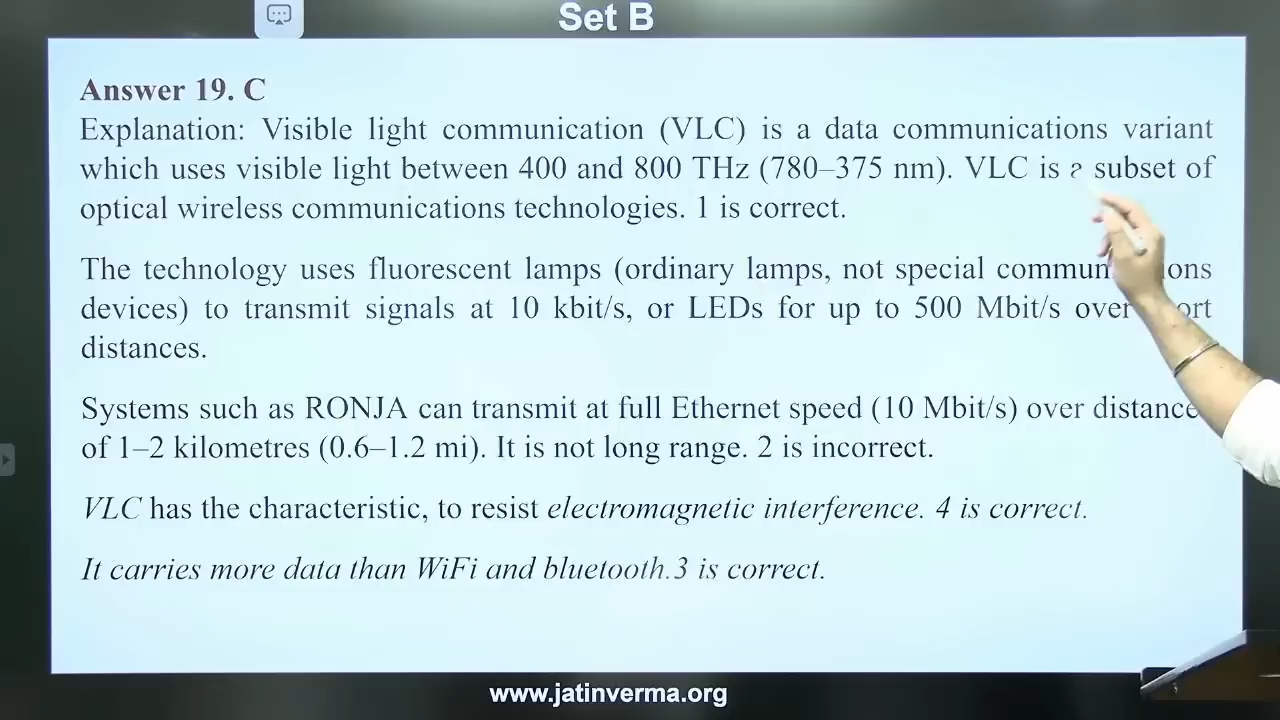 Set B
Answer 19. C
Explanation: Visible light communication (VLC) is a data communications variant
which uses visible light between 400 and 800 THz (780–375 nm). VLC is a subset of
optical wireless communications technologies. 1 is correct.
The technology uses fluorescent lamps (ordinary lamps, not special
devices) to transmit signals at 10 kbit/s, or LEDs for up to 500 Mbit/s over
distances.
Systems such as RONJA can transmit at full Ethernet speed (10 Mbit/s) over distance
of 1–2 kilometres (0.6–1.2 mi). It is not long range. 2 is incorrect.
VLC has the characteristic, to resist electromagnetic interference. 4 is correct.
It carries more data than WiFi and bluetooth.3 is correct.
www.jatinverma.org